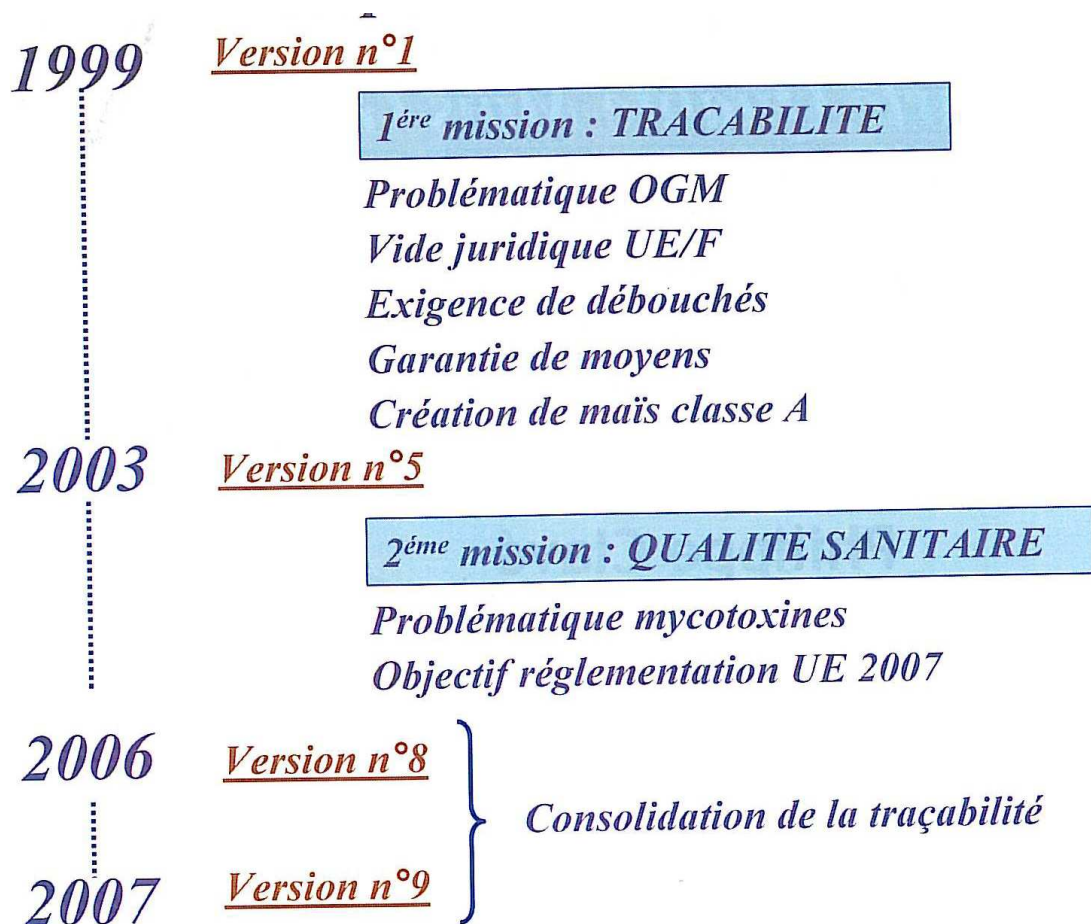 1999 Version n°1
1ére mission : TRACABILITE
Problématique OGM
Vide juridique UE/F
Exigence de débouchés
Garantie de moyens
Création de maïs classe A
2003 Version n°5
2éme mission : QUALITE SANITAIRE
Problématique mycotoxines
Objectif réglementation UE 2007
2006 Version n°8
Consolidation de la traçabilité
2007 Version n°9